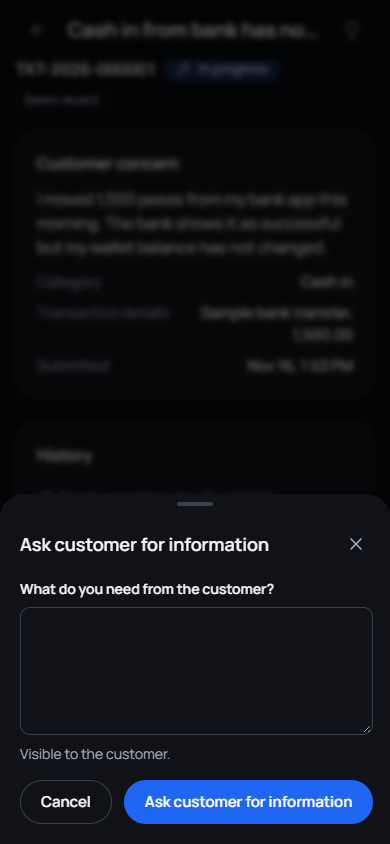 Cash in from bank has no...
TKT-2026-000001
In progress
Demo record
Customer concern
I moved 1,500 pesos from my bank app this
morning. The bank shows it as successful
but my wallet balance has not changed.
Category
Cash in
Transaction details
Sample bank transfer,
1,500.00
Submitted
Nov 16, 1:53 PM
History
Ask customer for information
What do you need from the customer?
Visible to the customer.
Cancel
Ask customer for information